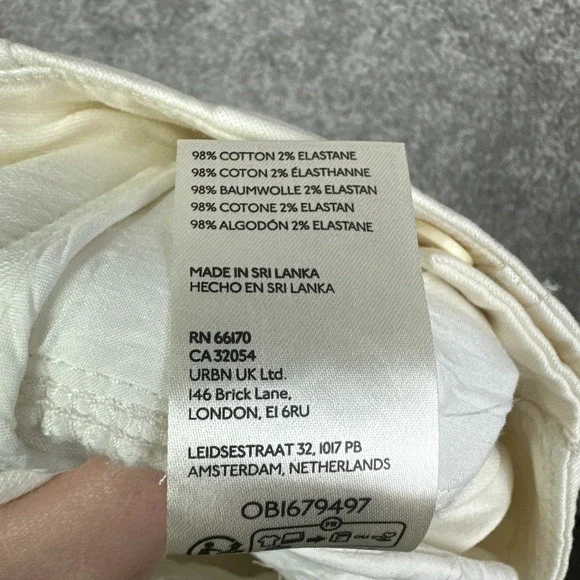 98% COTTON 2% ELASTANE
98% COTON 2% ÉLASTHANNE
98% BAUMWOLLE 2% ELASTAN
98% COTONE 2% ELASTAN
98% ALGODÓN 2% ELASTANE
MADE IN SRI LANKA
HECHO EN SRI LANKA
RN 66170
CA 32054
URBN UK Ltd.
146 Brick Lane,
LONDON, E1 6RU
LEIDSESTRAAT 32, 1017 PB
AMSTERDAM, NETHERLANDS
OB1679497
FR
OU